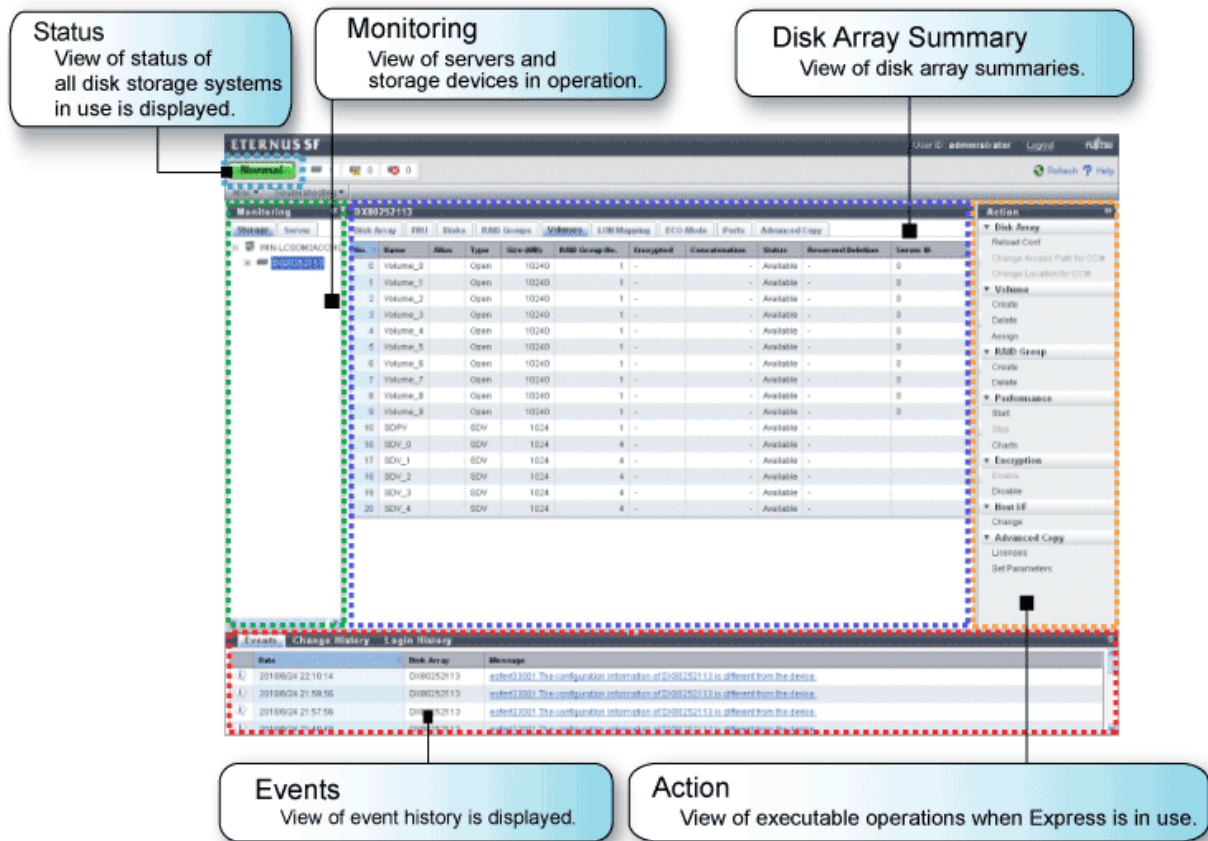 Status
View of status of
all disk storage systems
in use is displayed.
Monitoring
View of servers and
storage devices in operation.
Disk Array Summary
View of disk array summaries.
ETERNUS SF
User ID: administrator Logout FUJITSU
Normal 0 0 Refresh ? Help
Troubleshooting
Monitoring DX80252113 Action
Storage Server Disk Array Disks RAID Groups Volumes LUN Mapping ECO-Mode Ports Advanced Copy
No. Name Alias Type Size (MB) RAID Group No. Encrypted Concatenation Status Reserved Deletion
0 Volume_0 Open 10240 1 - - Available - 0
1 Volume_1 Open 10240 1 - - Available - 0
2 Volume_2 Open 10240 1 - - Available - 0
3 Volume_3 Open 10240 1 - - Available - 0
4 Volume_4 Open 10240 1 - - Available - 0
5 Volume_5 Open 10240 1 - - Available - 0
6 Volume_6 Open 10240 1 - - Available - 0
7 Volume_7 Open 10240 1 - - Available - 0
8 Volume_8 Open 10240 1 - - Available - 0
9 Volume_9 Open 10240 1 - - Available - 0
SDPV SDV 1024 1 - - Available -
16 SDV_0 SDV 1024 4 - - Available -
17 SDV_1 SDV 1024 4 - - Available -
18 SDV_2 SDV 1024 4 - - Available -
19 SDV_3 SDV 1024 4 - - Available -
20 SDV_4 SDV 1024 4 - - Available -
Disk Array
Reload Conf.
Change Access Path for CCM
Change Location for CCM
Volume
Create
Delete
Assign
RAID Group
Create
Delete
Performance
Start
Stop
Charts
Encryption
Enable
Disable
Host I/F
Change
Advanced Copy
Licenses
Set Parameters
Events Change History Login History
Date Disk Array Message
2010/6/24 22:10:14 DX80252113 The configuration information of DX80252113 is different from the device.
2010/6/24 21:59:56 DX80252113 The configuration information of DX80252113 is different from the device.
2010/6/24 21:57:56 The configuration information of DX80252113 is different from the device.
Events
View of event history is displayed.
Action
View of executable operations when Express is in use.